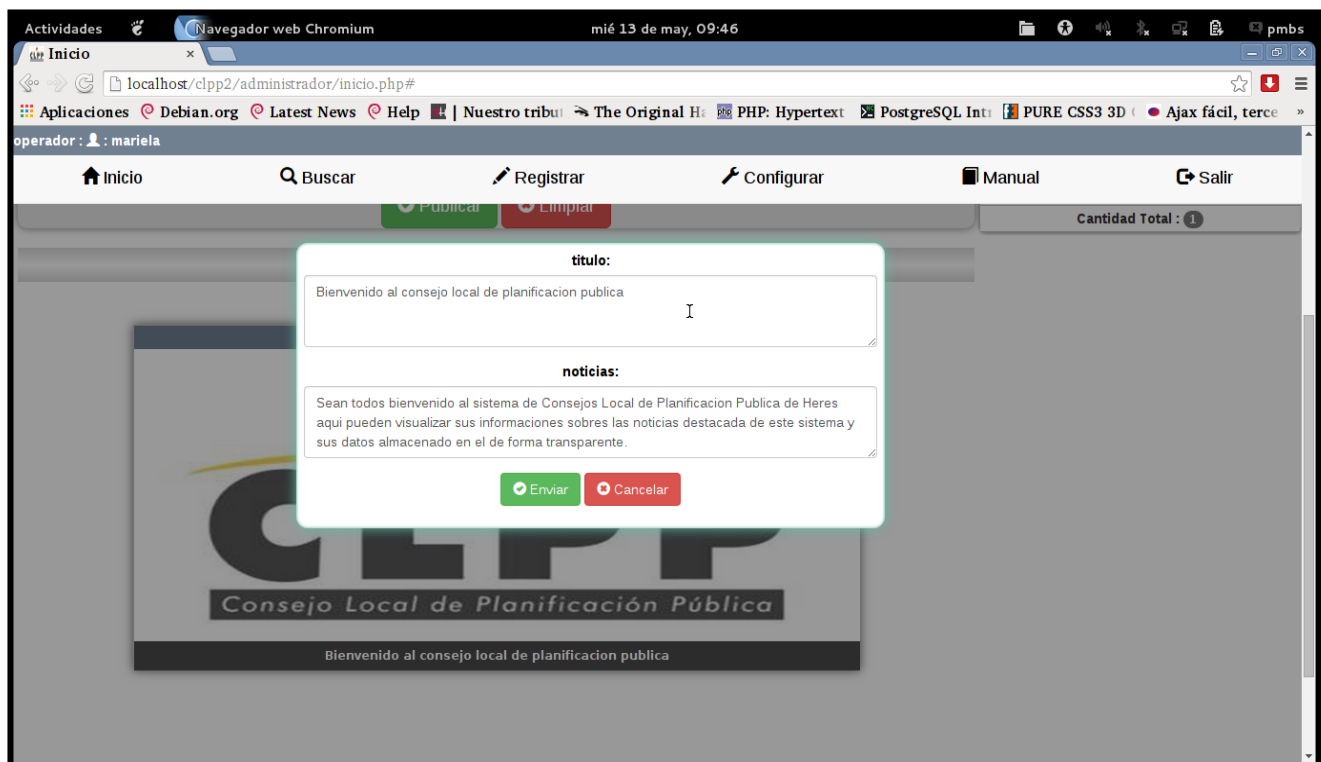 Actividades Navegador web Chromium mié 13 de may, 09:46 pmbs
Inicio
localhost/clpp2/administrador/inicio.php#
Aplicaciones Debian.org Latest News Help | Nuestro tribu The Original Ha PHP: Hypertext PostgreSQL Int PURE CSS3 3D ( Ajax fácil, terce »
operador : : mariela
Inicio Buscar Registrar Configurar Manual Salir
Publicar Limpiar
Cantidad Total : 1
titulo:
Bienvenido al consejo local de planificacion publica
noticias:
Sean todos bienvenido al sistema de Consejos Local de Planificacion Publica de Heres
aqui pueden visualizar sus informaciones sobres las noticias destacada de este sistema y
sus datos almacenado en el de forma transparente.
Enviar Cancelar
CLPP
Consejo Local de Planificación Pública
Bienvenido al consejo local de planificacion publica